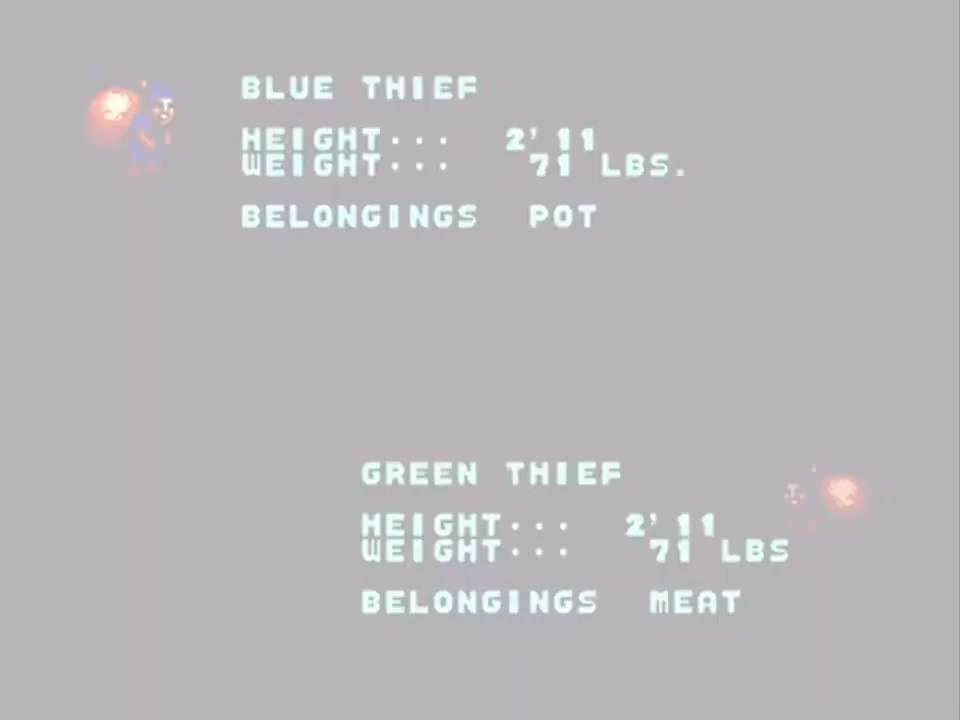 BLUE THIEF
HEIGHT··· 2' 11
WEIGHT··· 71 LBS.
BELONGINGS POT
GREEN THIEF
HEIGHT··· 2' 11
WEIGHT··· 71 LBS
BELONGINGS MEAT